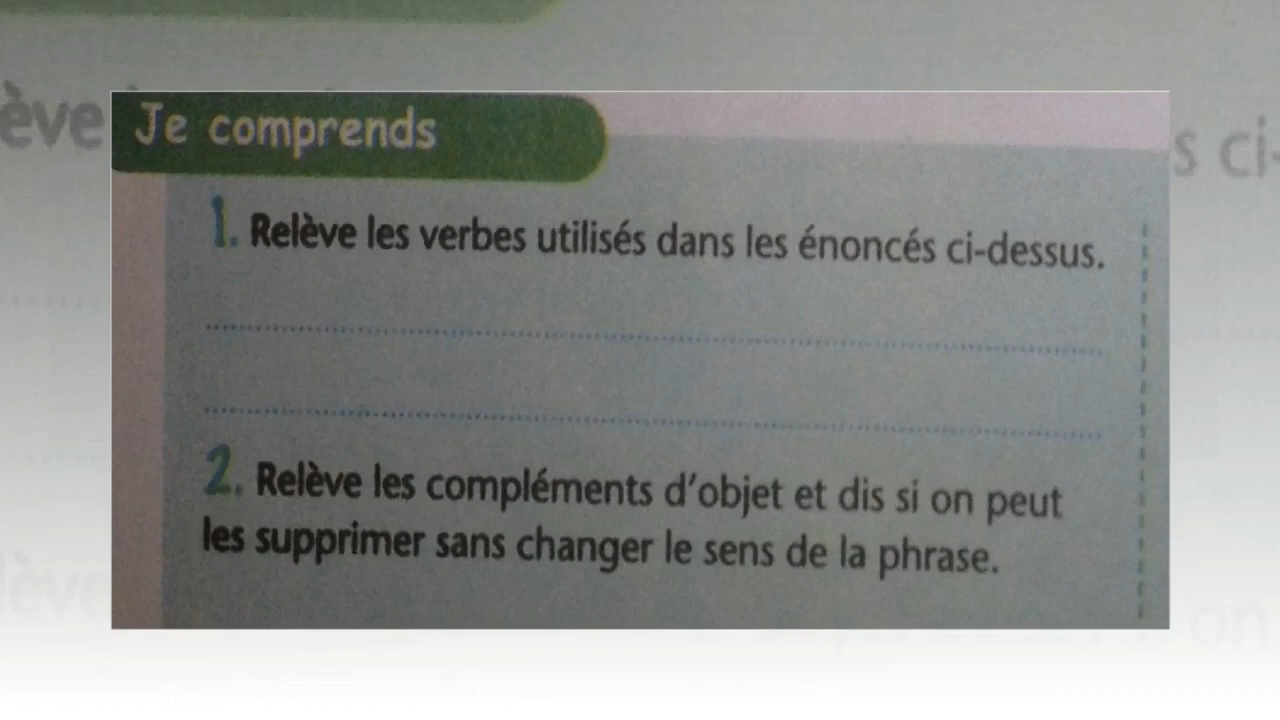 Je comprends
1. Relève les verbes utilisés dans les énoncés ci-dessus.
2. Relève les compléments d'objet et dis si on peut
les supprimer sans changer le sens de la phrase.